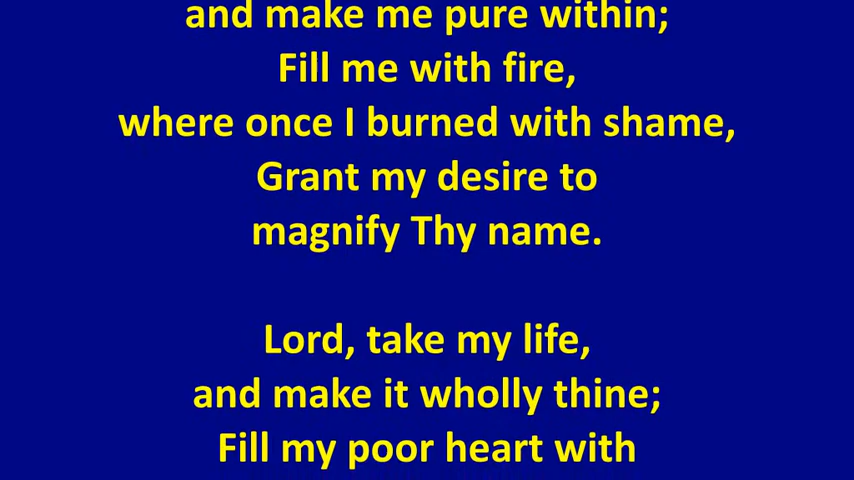 and make me pure within;
Fill me with fire,
where once I burned with shame,
Grant my desire to
magnify Thy name.
Lord, take my life,
and make it wholly thine;
Fill my poor heart with